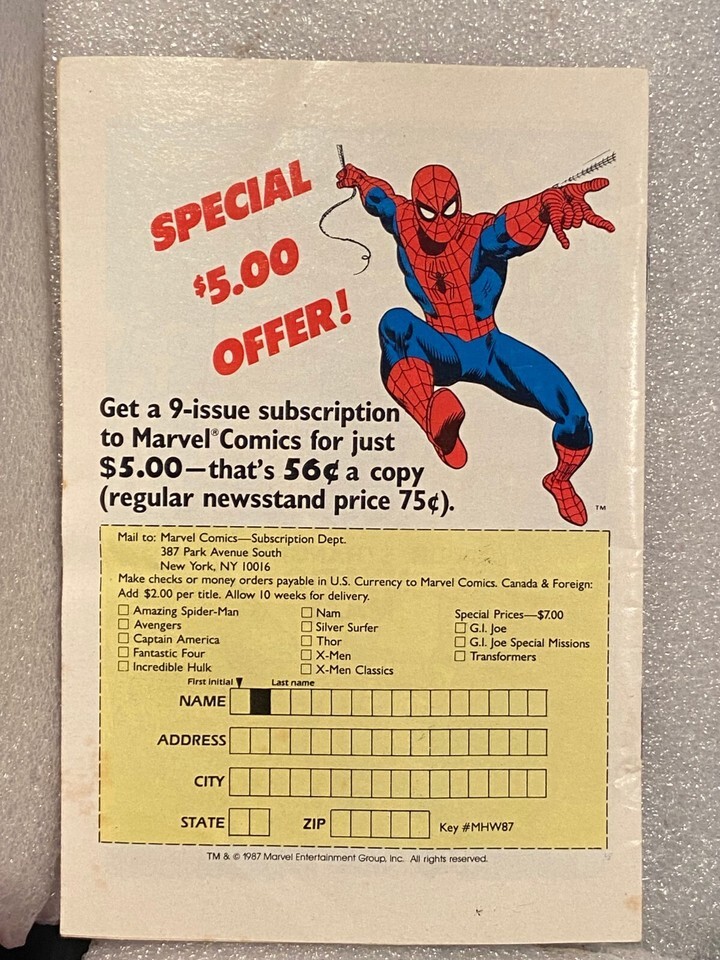 SPECIAL
$5.00
OFFER!
Get a 9-issue subscription
to Marvel® Comics for just
$5.00—that's 56¢ a copy
(regular newsstand price 75¢).
TM
Mail to: Marvel Comics—Subscription Dept.
387 Park Avenue South
New York, NY 10016
Make checks or money orders payable in U.S. Currency to Marvel Comics. Canada & Foreign:
Add $2.00 per title. Allow 10 weeks for delivery.
Amazing Spider-Man
Avengers
Captain America
Fantastic Four
Incredible Hulk
Nam
Silver Surfer
Thor
X-Men
X-Men Classics
Special Prices—$7.00
G.I. Joe
G.I. Joe Special Missions
Transformers
First initial Last name
NAME
ADDRESS
CITY
STATE ZIP Key #MHW87
TM & © 1987 Marvel Entertainment Group, Inc. All rights reserved.